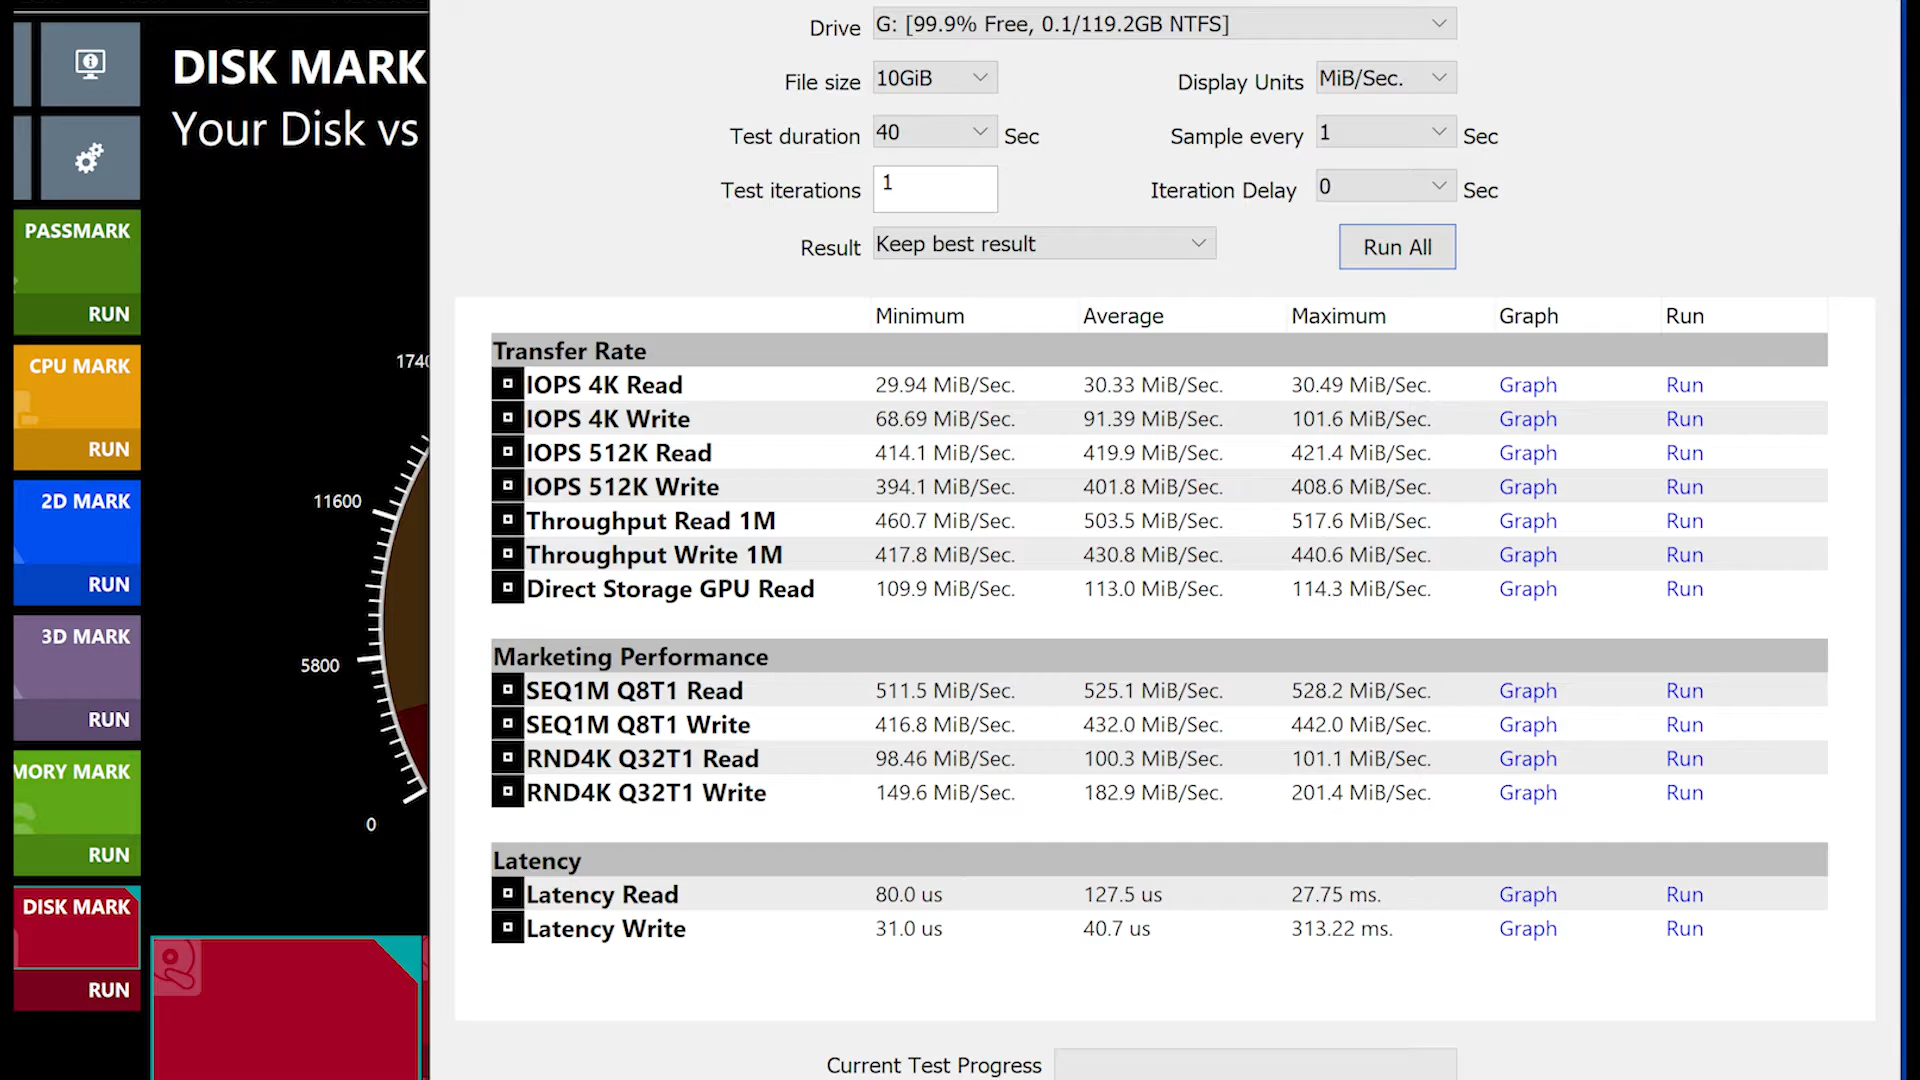 DISK MARK
Your Disk vs
PASSMARK
RUN
CPU MARK
RUN
2D MARK
RUN
3D MARK
RUN
MORY MARK
RUN
DISK MARK
RUN
1740
11600
5800
0
Drive G: [99.9% Free, 0.1/119.2GB NTFS]
File size 10GiB Display Units MiB/Sec.
Test duration 40 Sec Sample every 1 Sec
Test iterations 1 Iteration Delay 0 Sec
Result Keep best result Run All
Minimum Average Maximum Graph Run
Transfer Rate
IOPS 4K Read 29.94 MiB/Sec. 30.33 MiB/Sec. 30.49 MiB/Sec. Graph Run
IOPS 4K Write 68.69 MiB/Sec. 91.39 MiB/Sec. 101.6 MiB/Sec. Graph Run
IOPS 512K Read 414.1 MiB/Sec. 419.9 MiB/Sec. 421.4 MiB/Sec. Graph Run
IOPS 512K Write 394.1 MiB/Sec. 401.8 MiB/Sec. 408.6 MiB/Sec. Graph Run
Throughput Read 1M 460.7 MiB/Sec. 503.5 MiB/Sec. 517.6 MiB/Sec. Graph Run
Throughput Write 1M 417.8 MiB/Sec. 430.8 MiB/Sec. 440.6 MiB/Sec. Graph Run
Direct Storage GPU Read 109.9 MiB/Sec. 113.0 MiB/Sec. 114.3 MiB/Sec. Graph Run
Marketing Performance
SEQ1M Q8T1 Read 511.5 MiB/Sec. 525.1 MiB/Sec. 528.2 MiB/Sec. Graph Run
SEQ1M Q8T1 Write 416.8 MiB/Sec. 432.0 MiB/Sec. 442.0 MiB/Sec. Graph Run
RND4K Q32T1 Read 98.46 MiB/Sec. 100.3 MiB/Sec. 101.1 MiB/Sec. Graph Run
RND4K Q32T1 Write 149.6 MiB/Sec. 182.9 MiB/Sec. 201.4 MiB/Sec. Graph Run
Latency
Latency Read 80.0 us 127.5 us 27.75 ms. Graph Run
Latency Write 31.0 us 40.7 us 313.22 ms. Graph Run
Current Test Progress